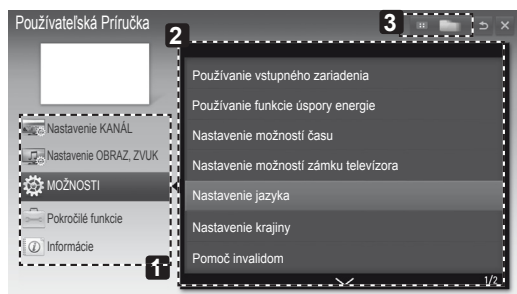 Používateľská Príručka
3
2
Nastavenie KANÁL
Nastavenie OBRAZ, ZVUK
MOŽNOSTI
Pokročilé funkcie
Informácie
1
Používanie vstupného zariadenia
Používanie funkcie úspory energie
Nastavenie možností času
Nastavenie možností zámku televízora
Nastavenie jazyka
Nastavenie krajiny
Pomoč invalidom
1/2